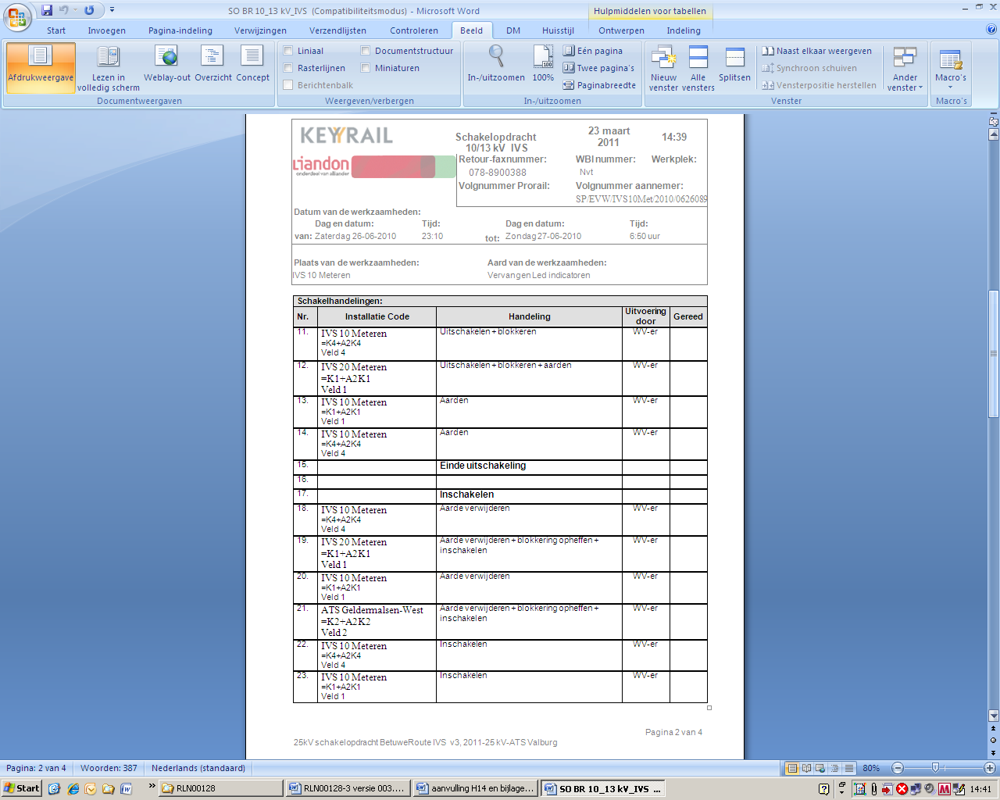 SO BR 10_13 kV_IVS (Compatibiliteitsmodus) - Microsoft Word
Hulpmiddelen voor tabellen
Start Invoegen Pagina-indeling Verwijzingen Verzendlijsten Controleren Beeld DM Huisstijl Ontwerpen Indeling
Afdrukweergave
Lezen in volledig scherm
Weblay-out
Overzicht
Concept
Documentweergaven
Liniaal
Rasterlijnen
Berichtenbalk
Documentstructuur
Miniaturen
Weergeven/verbergen
In-/uitzoomen
100%
Eén pagina
Twee pagina's
Paginabreedte
In-/uitzoomen
Nieuw venster
Alle vensters
Splitsen
Naast elkaar weergeven
Synchroon schuiven
Vensterpositie herstellen
Ander venster
Venster
Macro's
Macro's
KEYRAIL
Liandon
onderdeel van alliander
Schakelopdracht
10/13 kV IVS
23 maart
2011
14:39
Retour-faxnummer:
078-8900388
WBI nummer:
Nvt
Werkplek:
Volgnummer Prorail:
Volgnummer aannemer:
SP/EVW/IVS10Met/2010/0626089
Datum van de werkzaamheden:
Dag en datum: Tijd: Dag en datum: Tijd:
van: Zaterdag 26-06-2010 23:10 tot: Zondag 27-06-2010 6:50 uur
Plaats van de werkzaamheden: Aard van de werkzaamheden:
IVS 10 Meteren Vervangen Led indicatoren
Schakelhandelingen:
Nr. Installatie Code Handeling Uitvoering door Gereed
11. IVS 10 Meteren Uitschakelen + blokkeren WV-er
=K4+A2K4
Veld 4
12. IVS 20 Meteren Uitschakelen + blokkeren + aarden WV-er
=K1+A2K1
Veld 1
13. IVS 10 Meteren Aarden WV-er
=K1+A2K1
Veld 1
14. IVS 10 Meteren Aarden WV-er
=K4+A2K4
Veld 4
15. Einde uitschakeling
16.
17. Inschakelen
18. IVS 10 Meteren Aarde verwijderen WV-er
=K4+A2K4
Veld 4
19. IVS 20 Meteren Aarde verwijderen + blokkering opheffen + WV-er
=K1+A2K1 inschakelen
Veld 1
20. IVS 10 Meteren Aarde verwijderen WV-er
=K1+A2K1
Veld 1
21. ATS Geldermalsen-West Aarde verwijderen + blokkering opheffen + WV-er
=K2+A2K2 inschakelen
Veld 2
22. IVS 10 Meteren Inschakelen WV-er
=K4+A2K4
Veld 4
23. IVS 10 Meteren Inschakelen WV-er
=K1+A2K1
Veld 1
Pagina 2 van 4
25kV schakelopdracht BetuweRoute IVS v3, 2011-25 kV-ATS Valburg
Pagina: 2 van 4 Woorden: 387 Nederlands (standaard) 80%
Start RLN00128 RLN00128-3 versie 003.... aanvulling H14 en bijlage... SO BR 10_13 kV_IVS ... 14:41